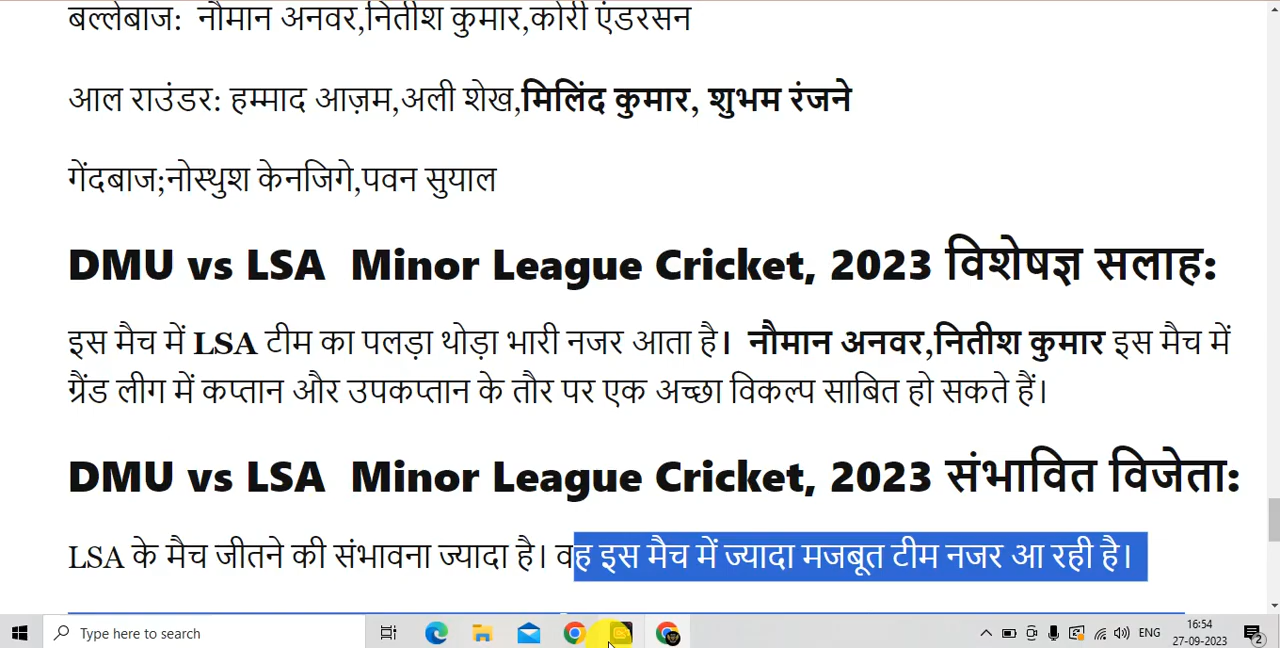 बल्लेबाज:  नौमान अनवर,नितीश कुमार,कोरी एंडरसन
आल राउंडर: हम्माद आज़म,अली शेख,मिलिंद कुमार, शुभम रंजने
गेंदबाज;नोस्थुश केनजिगे,पवन सुयाल
DMU vs LSA  Minor League Cricket, 2023 विशेषज्ञ सलाह:
इस मैच में LSA टीम का पलड़ा थोड़ा भारी नजर आता है।  नौमान अनवर,नितीश कुमार इस मैच में
ग्रैंड लीग में कप्तान और उपकप्तान के तौर पर एक अच्छा विकल्प साबित हो सकते हैं।
DMU vs LSA  Minor League Cricket, 2023 संभावित विजेता:
LSA के मैच जीतने की संभावना ज्यादा है। वह इस मैच में ज्यादा मजबूत टीम नजर आ रही है।
Type here to search
ENG
16:54
27-09-2023
2